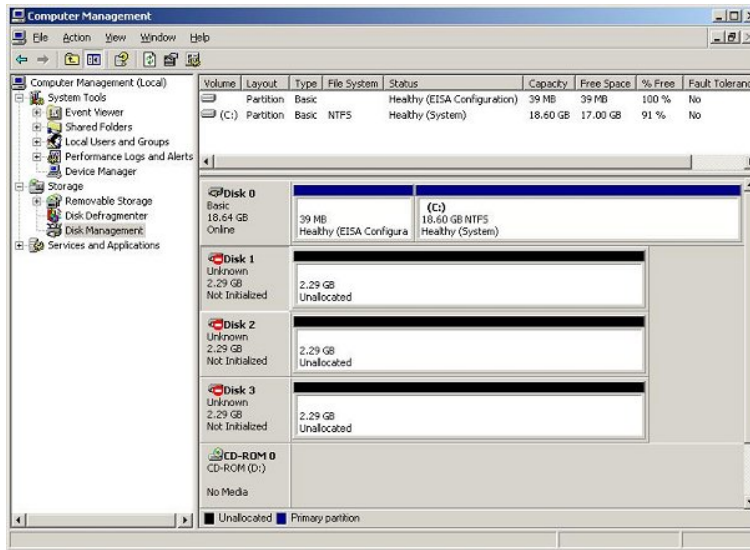 Computer Management
File Action View Window Help
Computer Management (Local)
System Tools
Event Viewer
Shared Folders
Local Users and Groups
Performance Logs and Alerts
Device Manager
Storage
Removable Storage
Disk Defragmenter
Disk Management
Services and Applications
Volume Layout Type File System Status Capacity Free Space % Free Fault Toleranc
Partition Basic Healthy (EISA Configuration) 39 MB 39 MB 100 % No
(C:) Partition Basic NTFS Healthy (System) 18.60 GB 17.00 GB 91 % No
Disk 0
Basic
18.64 GB
Online
39 MB
Healthy (EISA Configura
(C:)
18.60 GB NTFS
Healthy (System)
Disk 1
Unknown
2.29 GB
Not Initialized
2.29 GB
Unallocated
Disk 2
Unknown
2.29 GB
Not Initialized
2.29 GB
Unallocated
Disk 3
Unknown
2.29 GB
Not Initialized
2.29 GB
Unallocated
CD-ROM 0
CD-ROM (D:)
No Media
Unallocated Primary partition